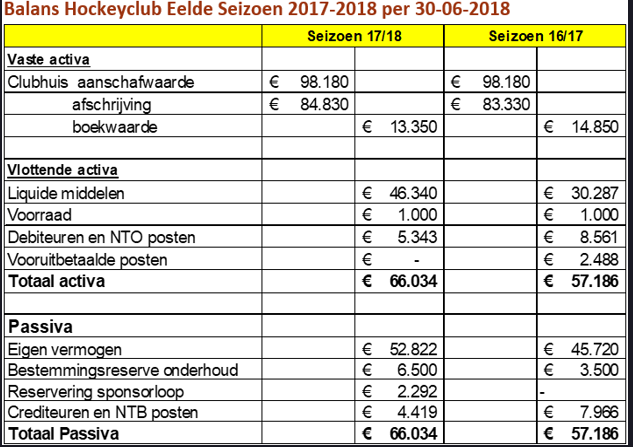 Balans Hockeyclub Eelde Seizoen 2017-2018 per 30-06-2018
Seizoen 17/18 Seizoen 16/17
Vaste activa
Clubhuis aanschafwaarde € 98.180 € 98.180
afschrijving € 84.830 € 83.330
boekwaarde € 13.350 € 14.850
Vlottende activa
Liquide middelen € 46.340 € 30.287
Voorraad € 1.000 € 1.000
Debiteuren en NTO posten € 5.343 € 8.561
Vooruitbetaalde posten € - € 2.488
Totaal activa € 66.034 € 57.186
Passiva
Eigen vermogen € 52.822 € 45.720
Bestemmingsreserve onderhoud € 6.500 € 3.500
Reservering sponsorloop € 2.292 -
Crediteuren en NTB posten € 4.419 € 7.966
Totaal Passiva € 66.034 € 57.186